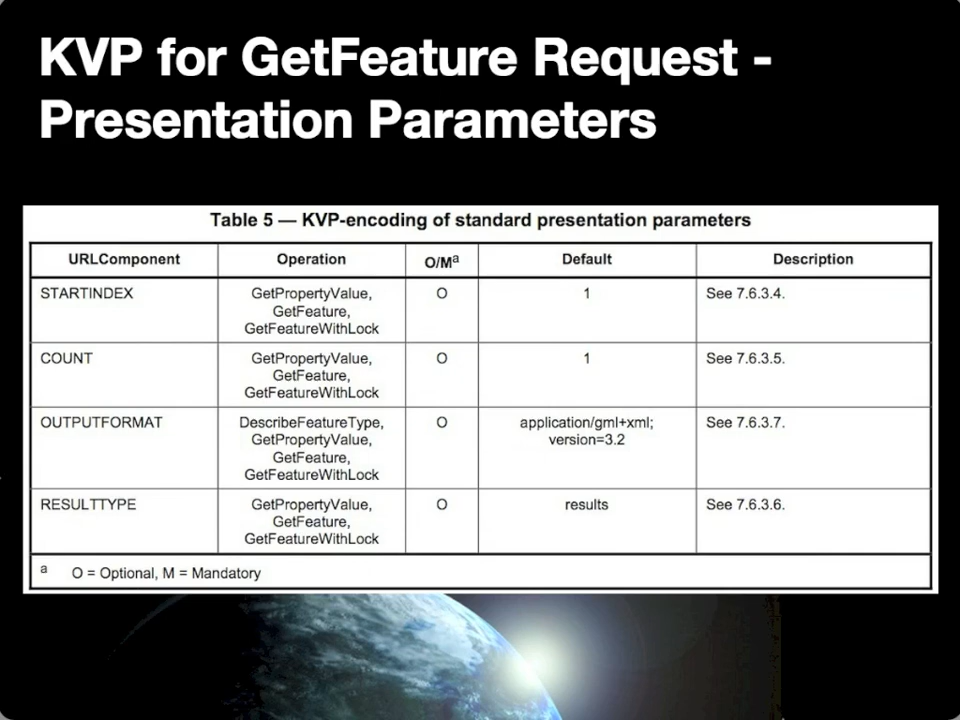 KVP for GetFeature Request -
Presentation Parameters
Table 5 — KVP-encoding of standard presentation parameters
URLComponent Operation O/Ma Default Description
STARTINDEX GetPropertyValue, O 1 See 7.6.3.4.
GetFeature,
GetFeatureWithLock
COUNT GetPropertyValue, O 1 See 7.6.3.5.
GetFeature,
GetFeatureWithLock
OUTPUTFORMAT DescribeFeatureType, O application/gml+xml; See 7.6.3.7.
GetPropertyValue, version=3.2
GetFeature,
GetFeatureWithLock
RESULTTYPE GetPropertyValue, O results See 7.6.3.6.
GetFeature,
GetFeatureWithLock
a O = Optional, M = Mandatory